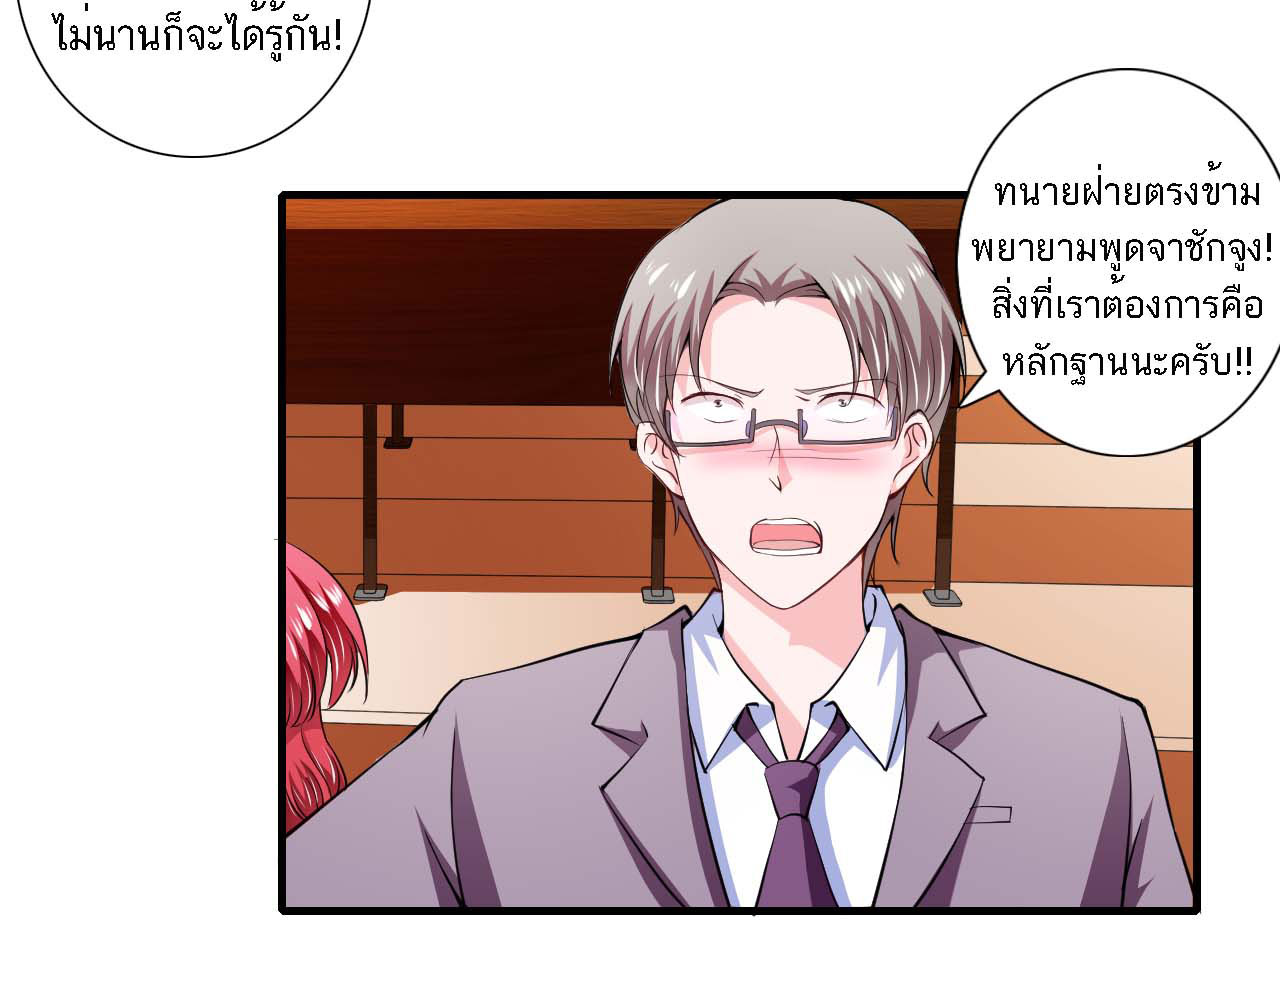 ไม่นานก็จะได้รู้กัน!
ทนายฝ่ายตรงข้าม
พยายามพูดจาชักจูง!
สิ่งที่เราต้องการคือ
หลักฐานนะครับ!!